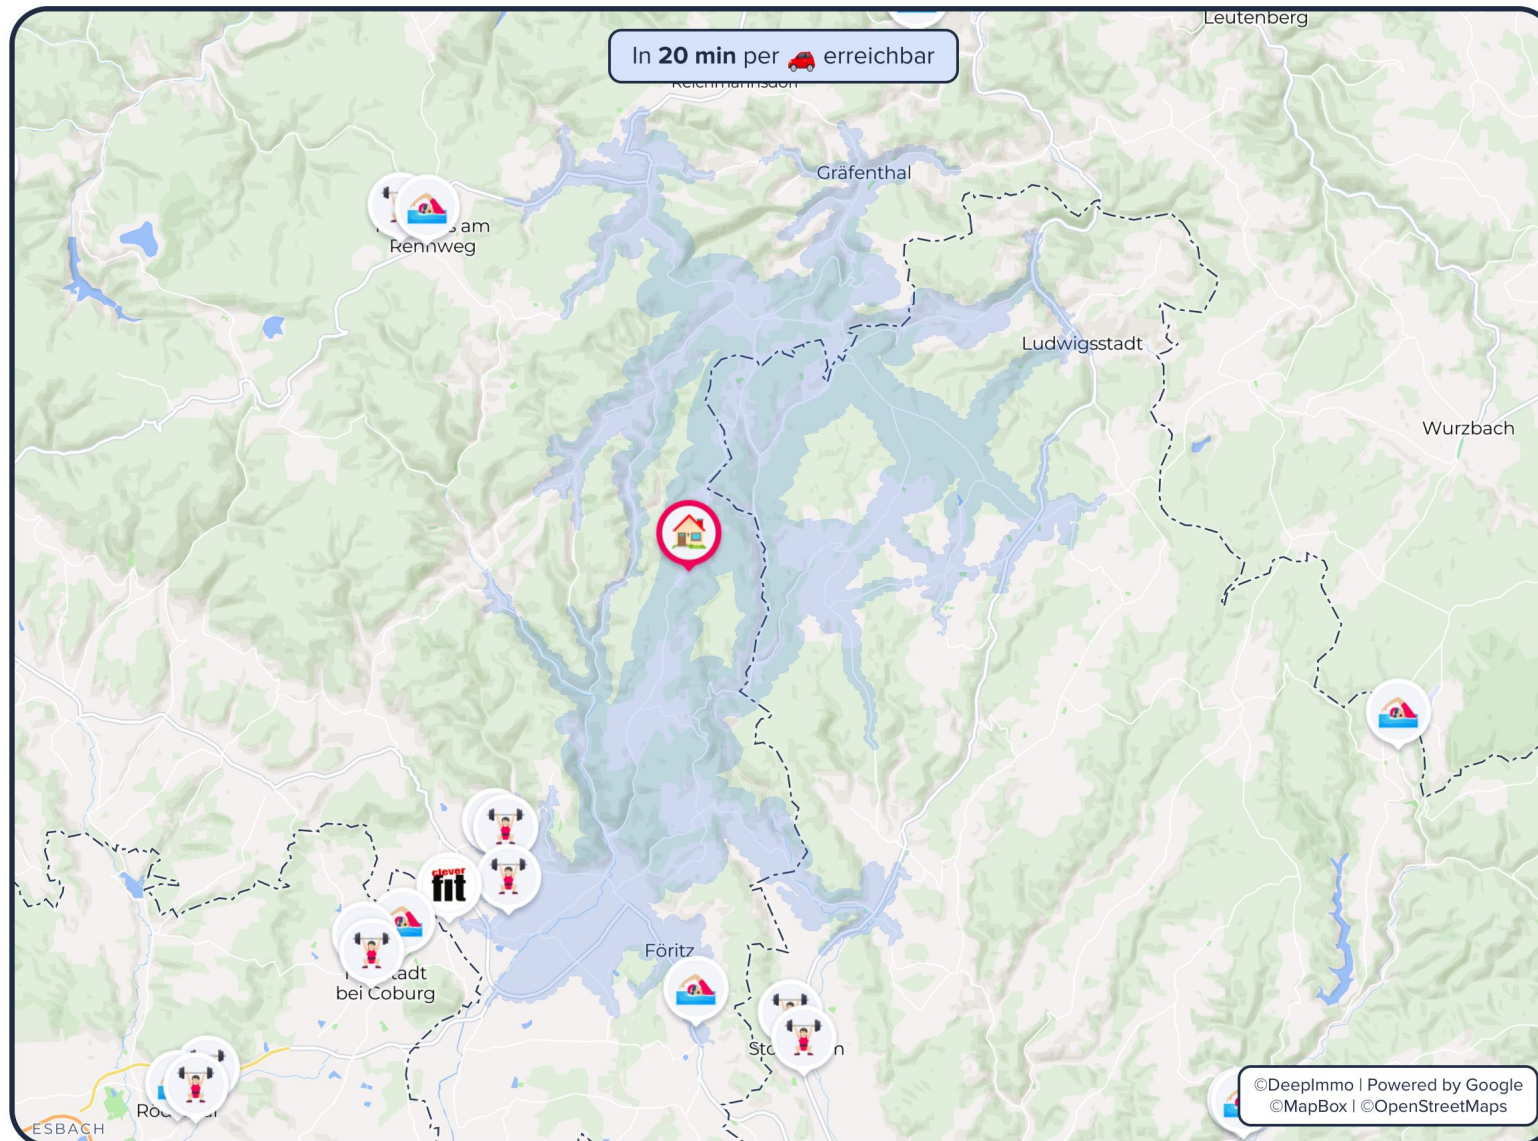 Leutenberg
In 20 min per erreichbar
Gräfenthal
am
Rennweg
Ludwigsstadt
Wurzbach
clever
fit
Föritz
bei Coburg
©DeepImmo | Powered by Google
©MapBox | ©OpenStreetMaps
ESBACH